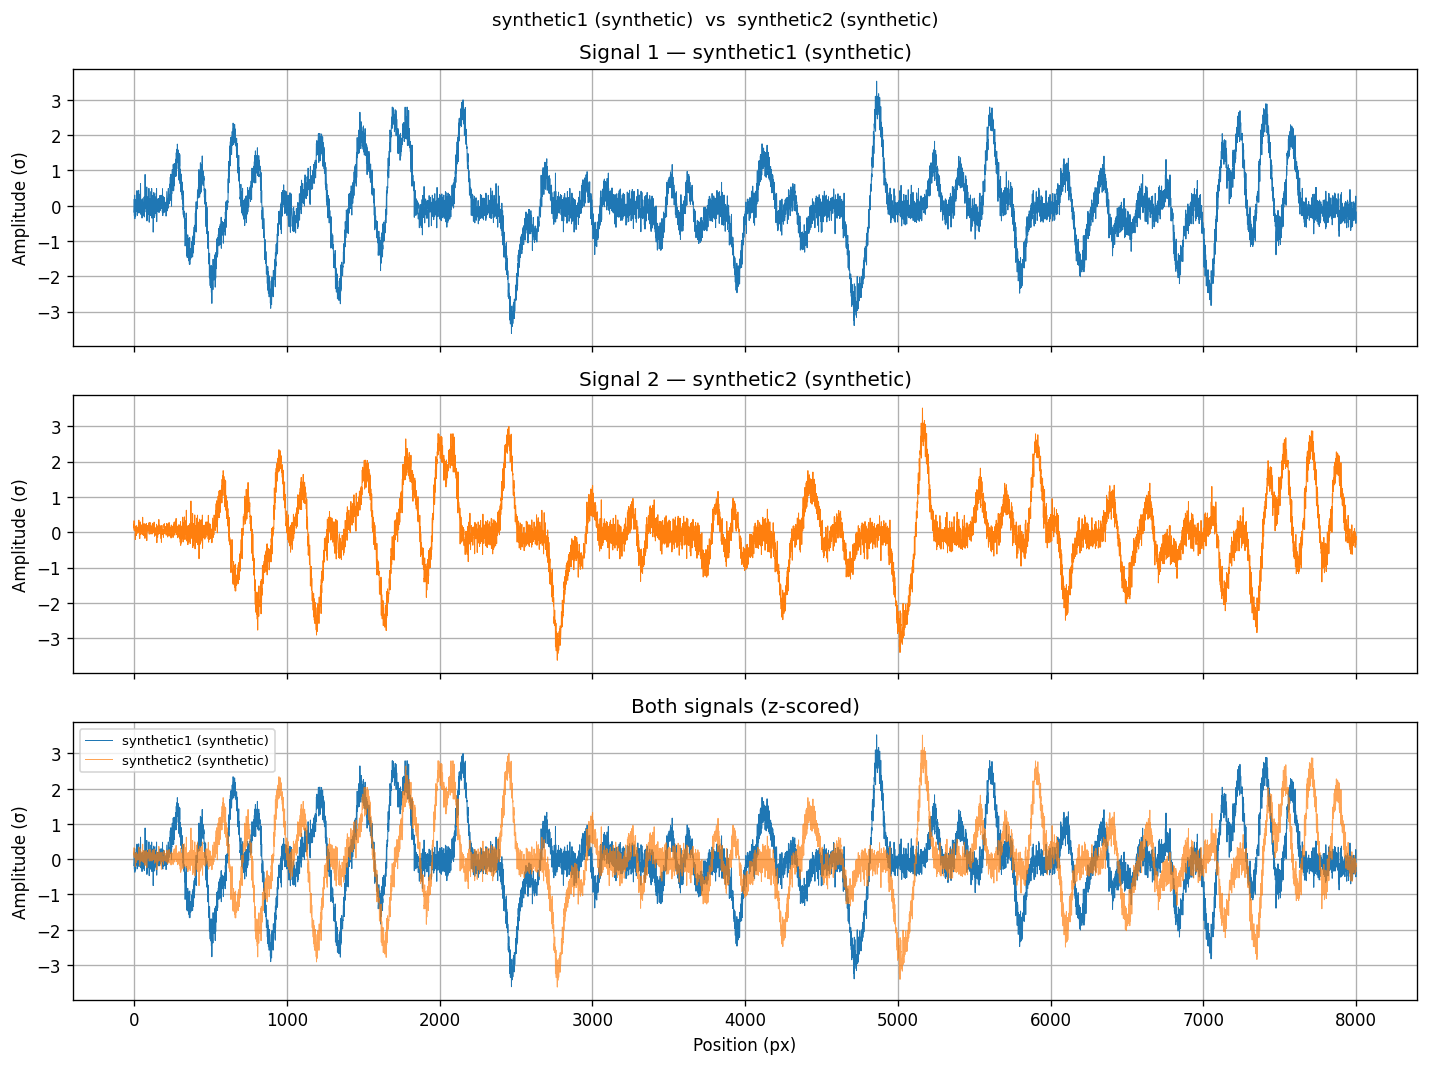 synthetic1 (synthetic)  vs  synthetic2 (synthetic)
Signal 1 — synthetic1 (synthetic)
Amplitude (σ)
3
2
1
0
−1
−2
−3
Signal 2 — synthetic2 (synthetic)
Amplitude (σ)
3
2
1
0
−1
−2
−3
Both signals (z-scored)
synthetic1 (synthetic)
synthetic2 (synthetic)
Amplitude (σ)
3
2
1
0
−1
−2
−3
0 1000 2000 3000 4000 5000 6000 7000 8000
Position (px)